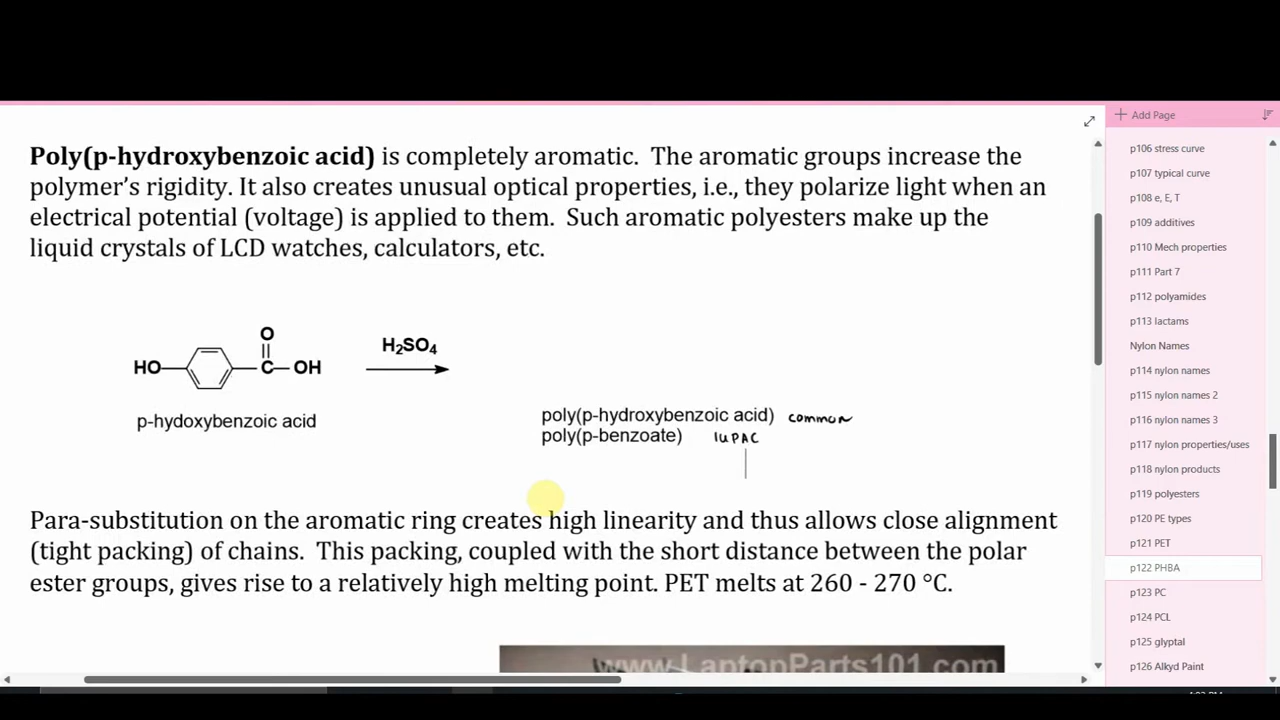 Poly(p-hydroxybenzoic acid) is completely aromatic. The aromatic groups increase the
polymer's rigidity. It also creates unusual optical properties, i.e., they polarize light when an
electrical potential (voltage) is applied to them. Such aromatic polyesters make up the
liquid crystals of LCD watches, calculators, etc.
O
H₂SO₄
HO C OH
p-hydoxybenzoic acid
poly(p-hydroxybenzoic acid) common
poly(p-benzoate) IUPAC
Para-substitution on the aromatic ring creates high linearity and thus allows close alignment
(tight packing) of chains. This packing, coupled with the short distance between the polar
ester groups, gives rise to a relatively high melting point. PET melts at 260 - 270 °C.
www.LaptopParts101.com
Add Page
p106 stress curve
p107 typical curve
p108 e, E, T
p109 additives
p110 Mech properties
p111 Part 7
p112 polyamides
p113 lactams
Nylon Names
p114 nylon names
p115 nylon names 2
p116 nylon names 3
p117 nylon properties/uses
p118 nylon products
p119 polyesters
p120 PE types
p121 PET
p122 PHBA
p123 PC
p124 PCL
p125 glyptal
p126 Alkyd Paint